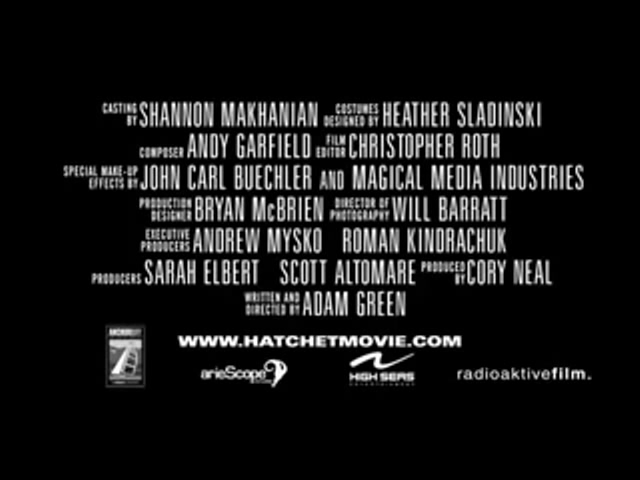 CASTING BY SHANNON MAKHANIAN COSTUMES DESIGNED BY HEATHER SLADINSKI
COMPOSER ANDY GARFIELD FILM EDITOR CHRISTOPHER ROTH
SPECIAL MAKE-UP EFFECTS BY JOHN CARL BUECHLER AND MAGICAL MEDIA INDUSTRIES
PRODUCTION DESIGNER BRYAN McBRIEN DIRECTOR OF PHOTOGRAPHY WILL BARRATT
EXECUTIVE PRODUCERS ANDREW MYSKO ROMAN KINDRACHUK
PRODUCERS SARAH ELBERT SCOTT ALTOMARE PRODUCED BY CORY NEAL
WRITTEN AND DIRECTED BY ADAM GREEN
WWW.HATCHETMOVIE.COM
arieScope HIGH SEAS ENTERTAINMENT radioaktivefilm.